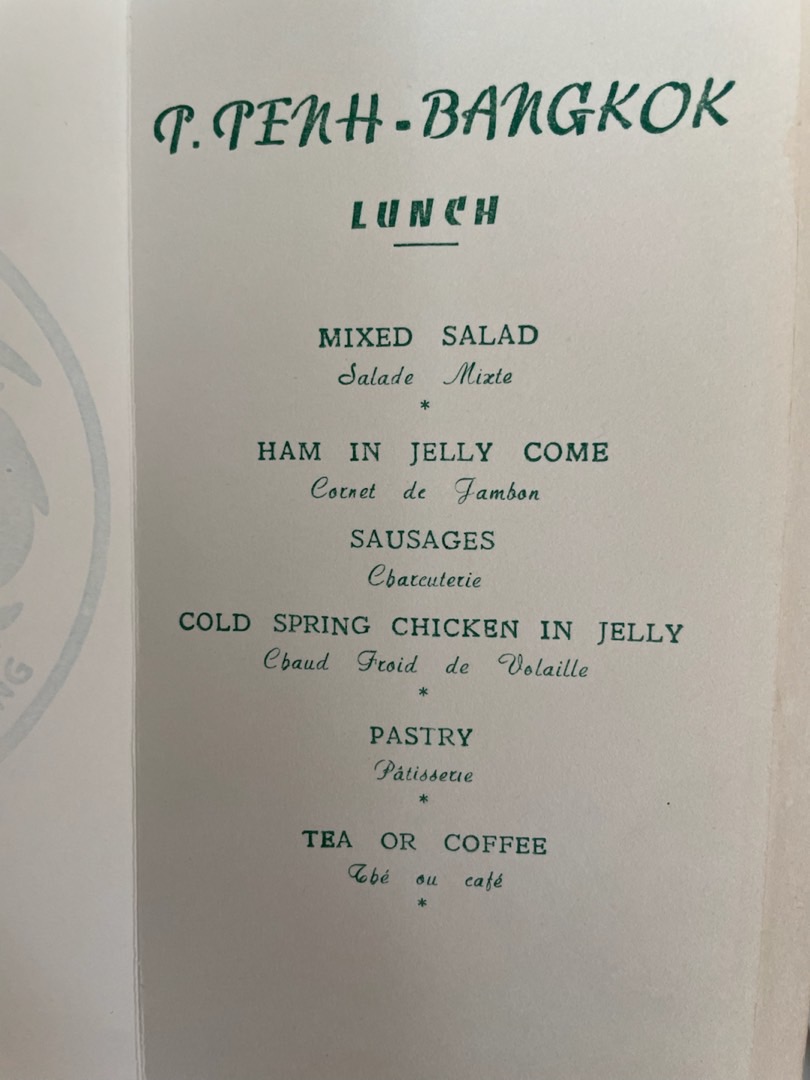 P. PENH - BANGKOK
LUNCH
MIXED SALAD
Salade Mixte
*
HAM IN JELLY COME
Cornet de Jambon
SAUSAGES
Charcuterie
COLD SPRING CHICKEN IN JELLY
Chaud Froid de Volaille
*
PASTRY
Pâtisserie
*
TEA OR COFFEE
Thé ou café
*
NG